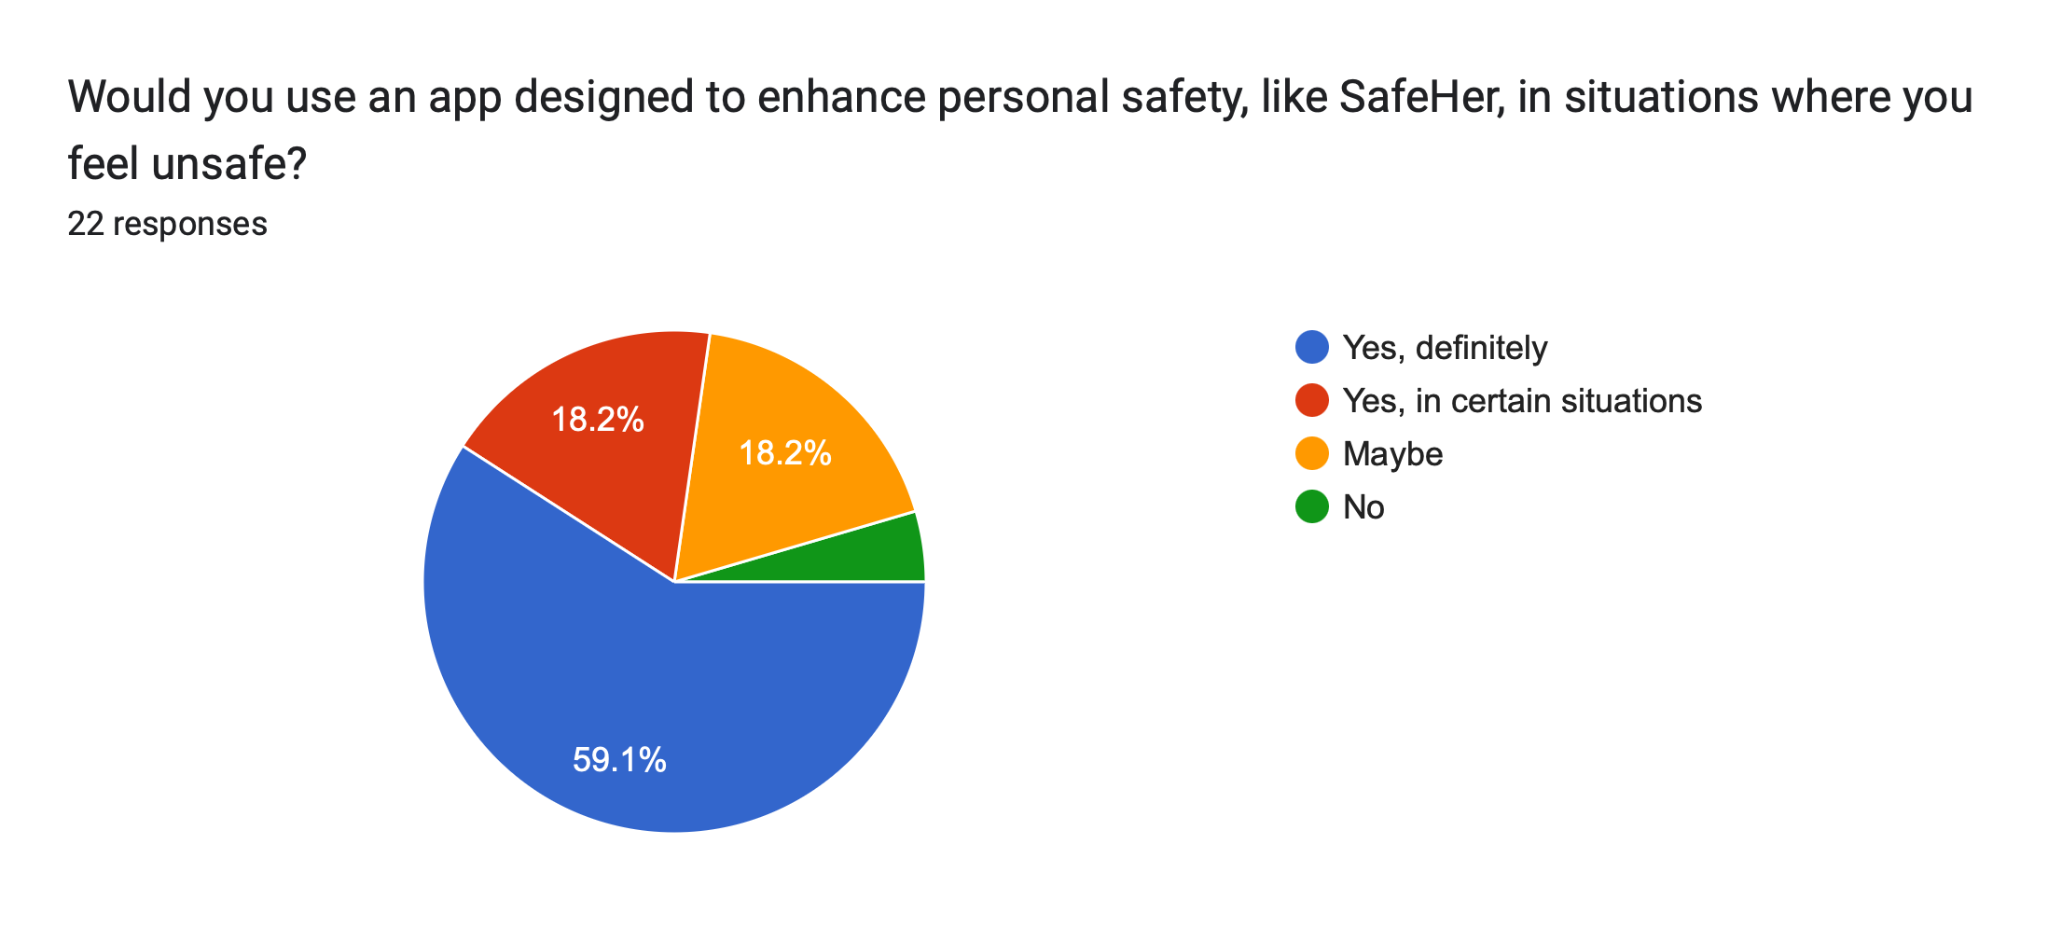 Would you use an app designed to enhance personal safety, like SafeHer, in situations where you
feel unsafe?
22 responses
Yes, definitely
Yes, in certain situations
Maybe
No
18.2%
18.2%
59.1%